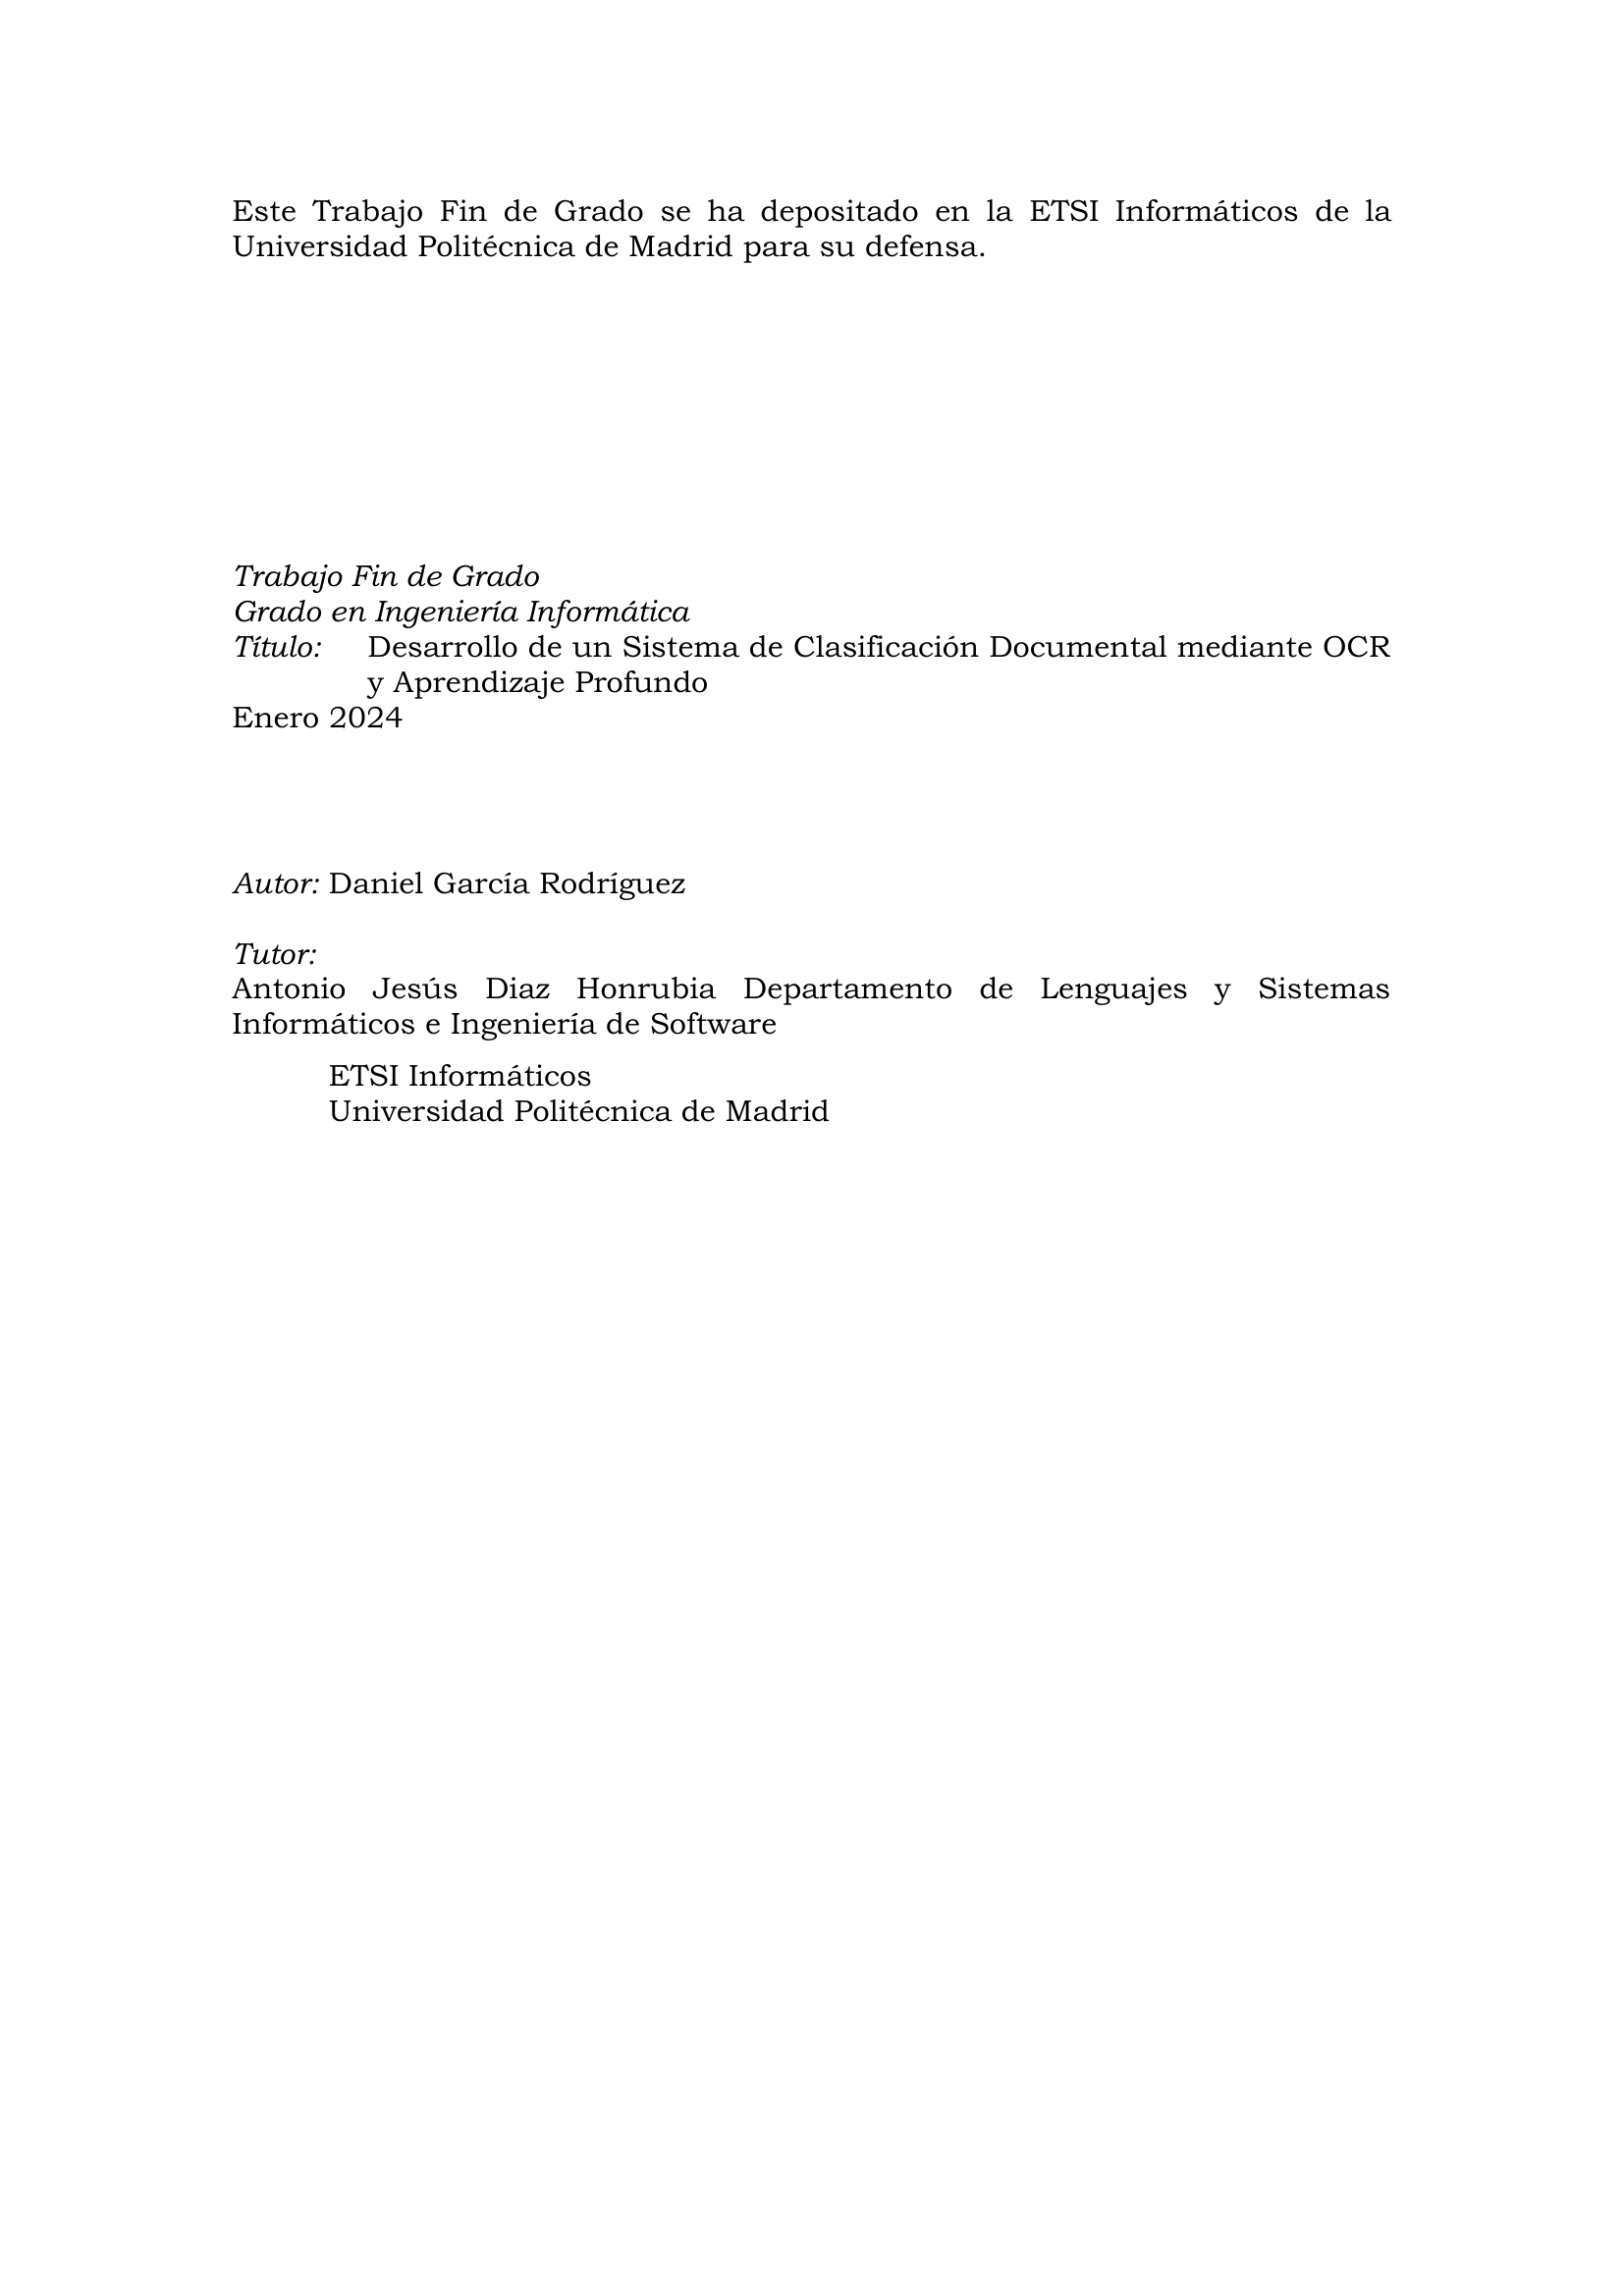 Este Trabajo Fin de Grado se ha depositado en la ETSI Informáticos de la
Universidad Politécnica de Madrid para su defensa.
Trabajo Fin de Grado
Grado en Ingeniería Informática
Título: Desarrollo de un Sistema de Clasificación Documental mediante OCR
y Aprendizaje Profundo
Enero 2024
Autor: Daniel García Rodríguez
Tutor:
Antonio Jesús Diaz Honrubia Departamento de Lenguajes y Sistemas
Informáticos e Ingeniería de Software
ETSI Informáticos
Universidad Politécnica de Madrid